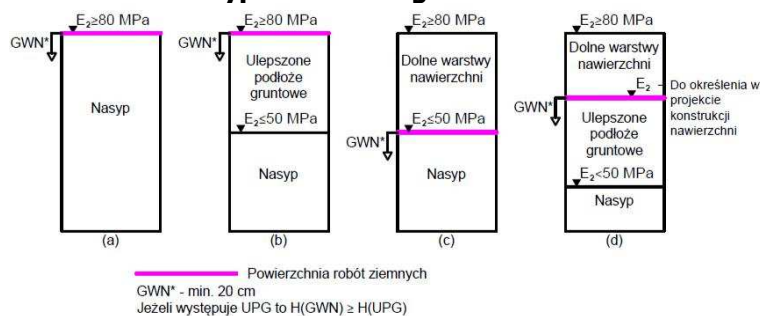 E₂≥80 MPa
GWN*
Nasyp
(a)
E₂≥80 MPa
GWN*
Ulepszone
podłoże
gruntowe
E₂≤50 MPa
Nasyp
(b)
E₂≥80 MPa
Dolne warstwy
nawierzchni
E₂≤50 MPa
GWN*
Nasyp
(c)
E₂≥80 MPa
Dolne warstwy
nawierzchni
E₂ - Do określenia w
projekcie
konstrukcji
nawierzchni
GWN*
Ulepszone
podłoże
gruntowe
E₂<50 MPa
Nasyp
(d)
Powierzchnia robót ziemnych
GWN* - min. 20 cm
Jeżeli występuje UPG to H(GWN) ≥ H(UPG)